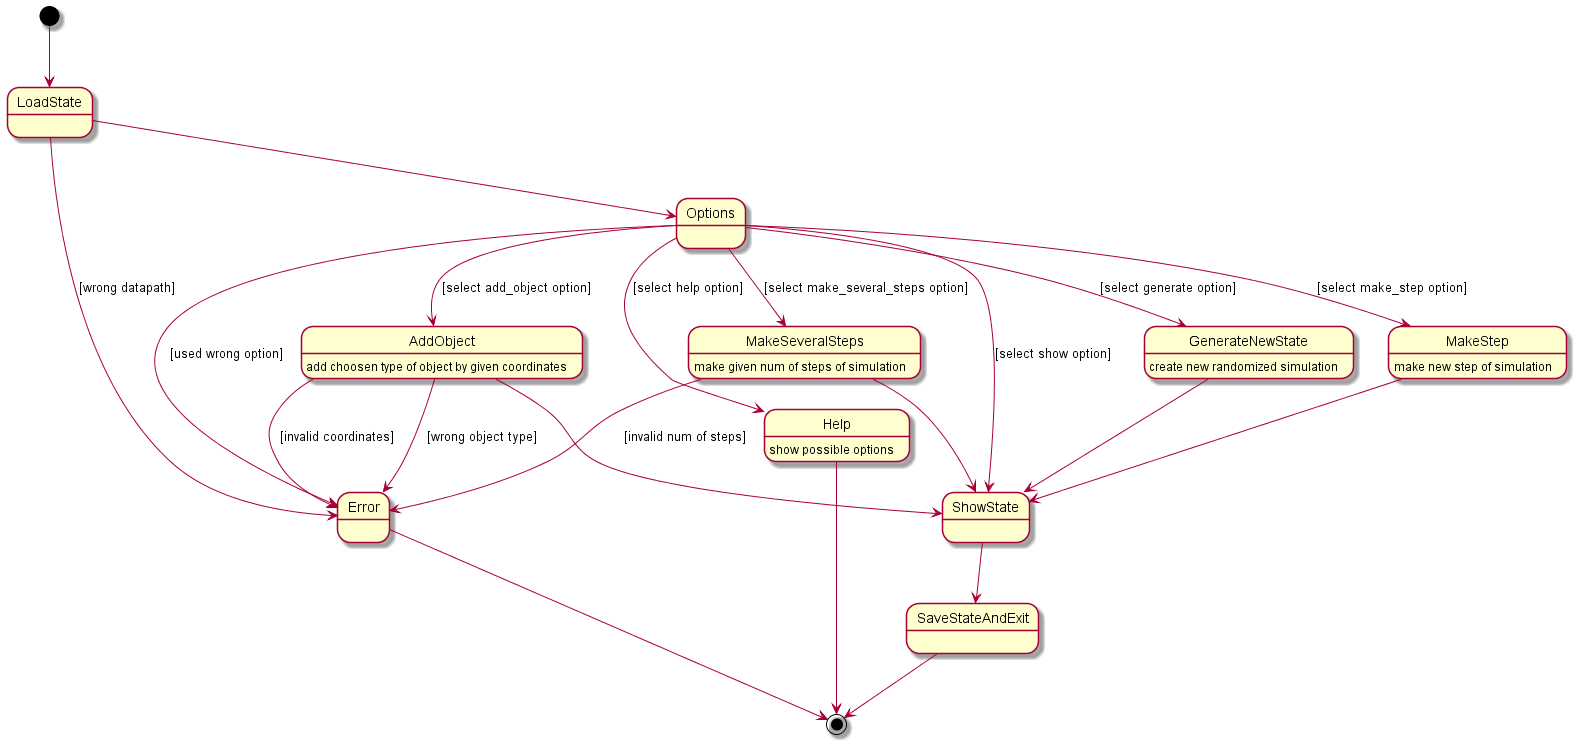 LoadState
Options
[wrong datapath]
[select add_object option]
[select help option]
[select make_several_steps option]
[select generate option]
[select make_step option]
[used wrong option]
AddObject
add choosen type of object by given coordinates
MakeSeveralSteps
make given num of steps of simulation
[select show option]
GenerateNewState
create new randomized simulation
MakeStep
make new step of simulation
[invalid coordinates]
[wrong object type]
[invalid num of steps]
Help
show possible options
Error
ShowState
SaveStateAndExit